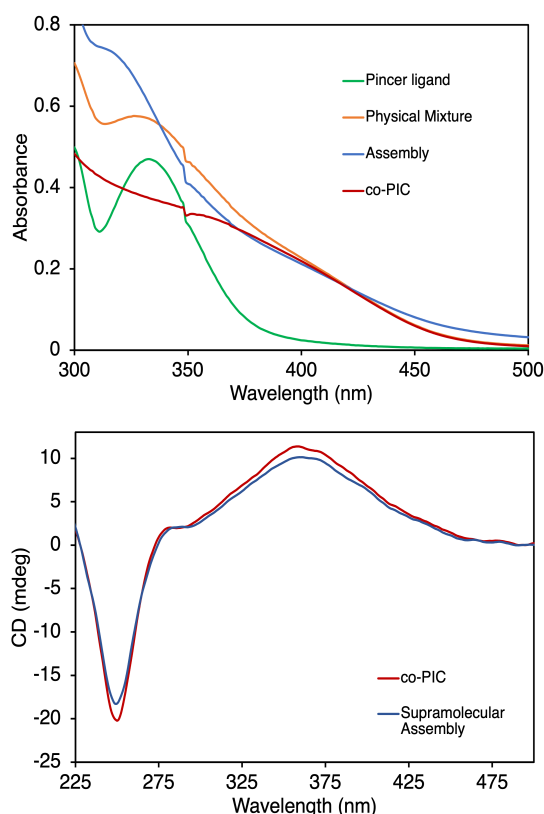 0.8
0.6
0.4
0.2
0
Absorbance
Pincer ligand
Physical Mixture
Assembly
co-PIC
300
350
400
450
500
Wavelength (nm)
10
5
0
-5
-10
-15
-20
-25
CD (mdeg)
co-PIC
Supramolecular
Assembly
225
275
325
375
425
475
Wavelength (nm)